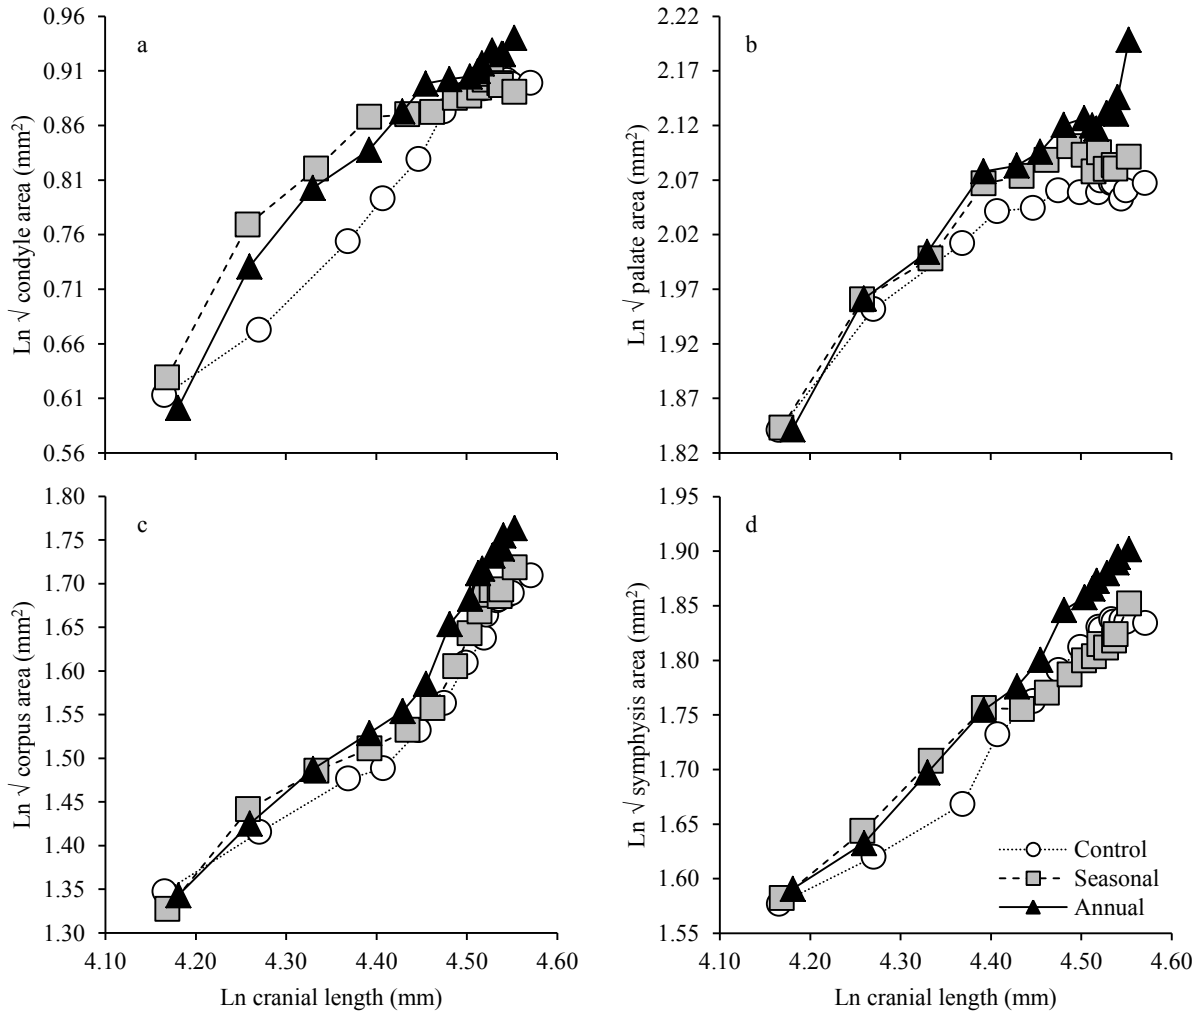 a
0.96
0.91
0.86
0.81
0.76
0.71
0.66
0.61
0.56
Ln √ condyle area (mm²)
b
2.22
2.17
2.12
2.07
2.02
1.97
1.92
1.87
1.82
Ln √ palate area (mm²)
c
1.80
1.75
1.70
1.65
1.60
1.55
1.50
1.45
1.40
1.35
1.30
Ln √ corpus area (mm²)
4.10 4.20 4.30 4.40 4.50 4.60
Ln cranial length (mm)
d
1.95
1.90
1.85
1.80
1.75
1.70
1.65
1.60
1.55
Ln √ symphysis area (mm²)
Control
Seasonal
Annual
4.10 4.20 4.30 4.40 4.50 4.60
Ln cranial length (mm)